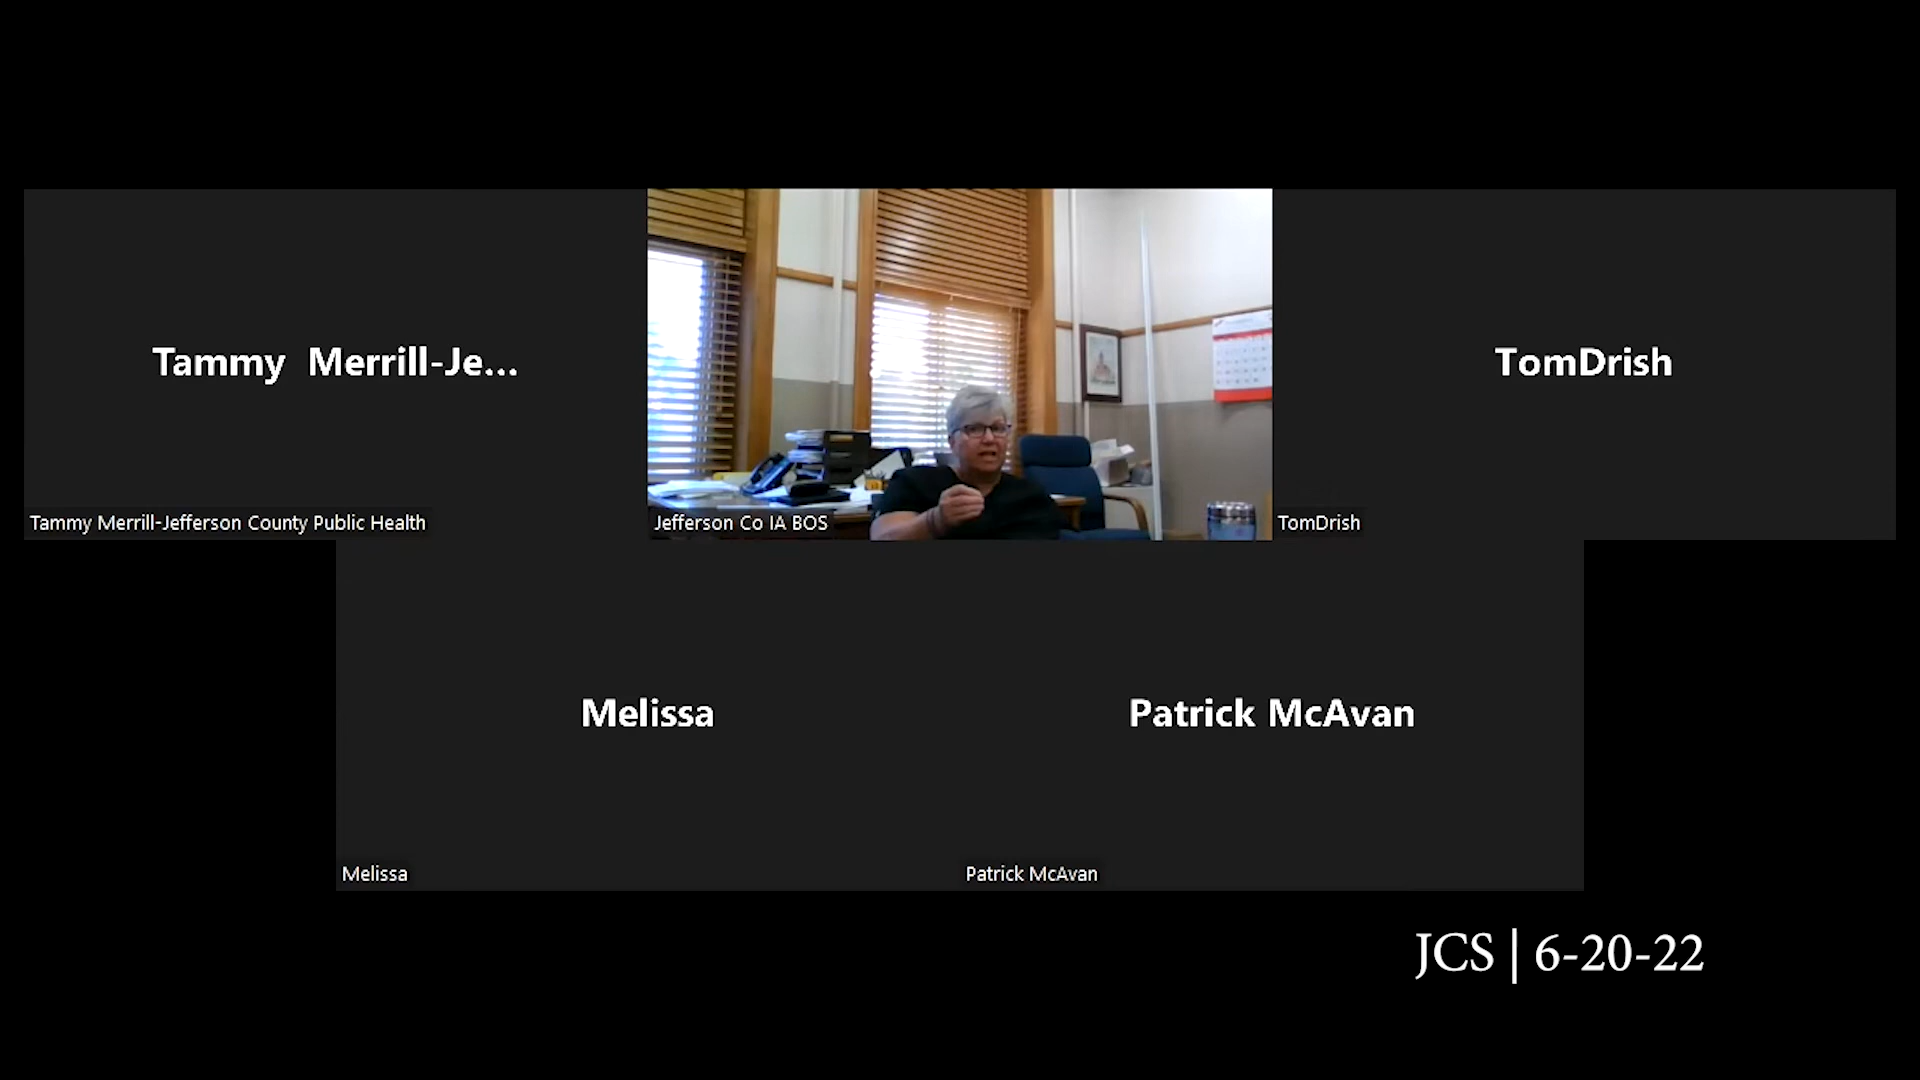 Tammy  Merrill-Je...
Tammy Merrill-Jefferson County Public Health
Jefferson Co IA BOS
TomDrish
TomDrish
Melissa
Melissa
Patrick McAvan
Patrick McAvan
JCS | 6-20-22